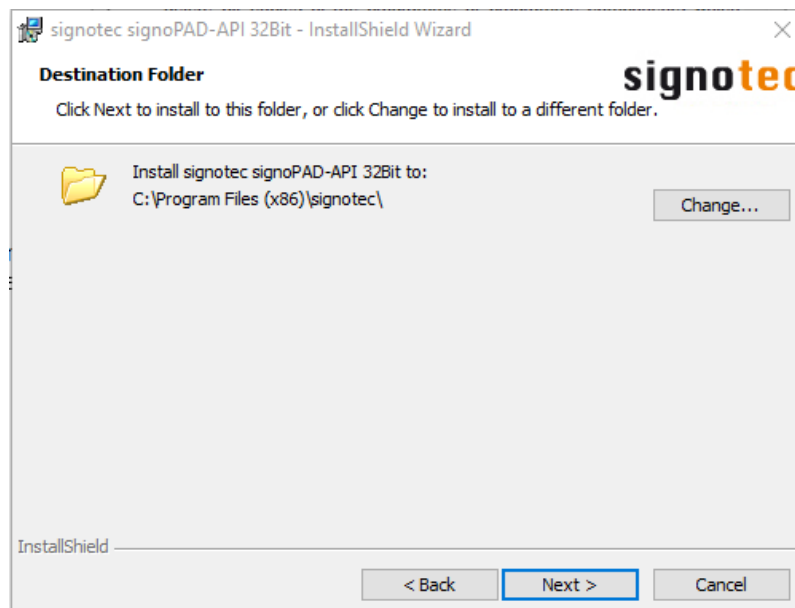 signotec signoPAD-API 32Bit - InstallShield Wizard
Destination Folder
signotec
Click Next to install to this folder, or click Change to install to a different folder.
Install signotec signoPAD-API 32Bit to:
C:\Program Files (x86)\signotec\
Change...
InstallShield
< Back
Next >
Cancel